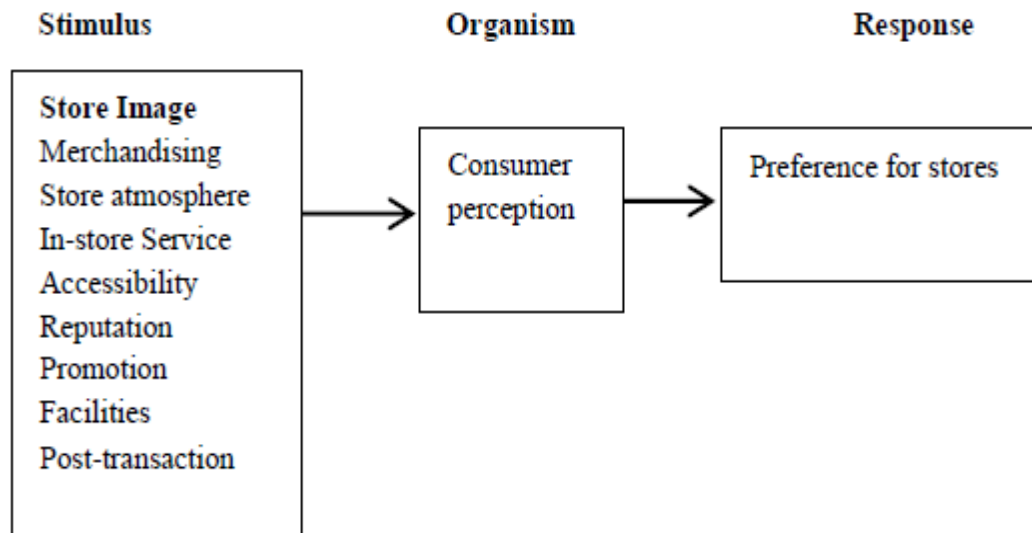 Stimulus
Organism
Response
Store Image
Merchandising
Store atmosphere
In-store Service
Accessibility
Reputation
Promotion
Facilities
Post-transaction
Consumer
perception
Preference for stores